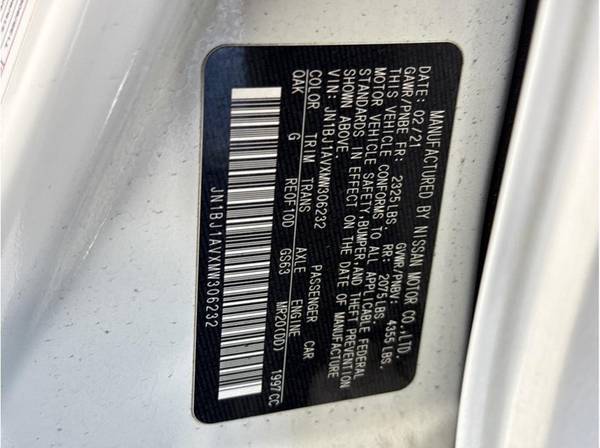 MANUFACTURED BY NISSAN MOTOR CO.,LTD.
DATE: 02/21 GVWR/PNBV: 4355 LBS.
GAWR/PNBE FR: 2325LBS. RR: 2075LBS.
THIS VEHICLE CONFORMS TO ALL APPLICABLE FEDERAL
MOTOR VEHICLE SAFETY,BUMPER,AND THEFT PREVENTION
STANDARDS IN EFFECT ON THE DATE OF MANUFACTURE
SHOWN ABOVE.
VIN: JN1BJ1AVXMW306232 PASSENGER CAR
COLOR TRIM TRANS AXLE ENGINE
QAK G RE0F10D GS63 MR20(DD) 1997CC
JN1BJ1AVXMW306232